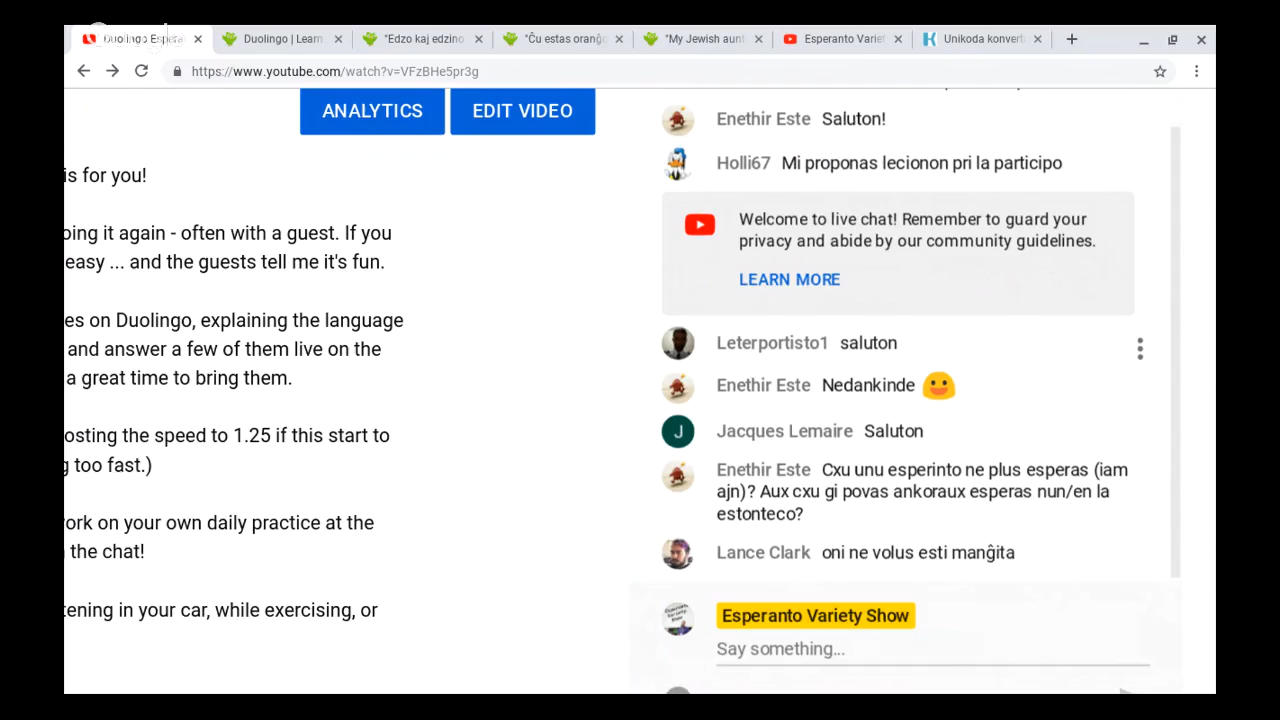 Duolingo Espera
Duolingo | Learn
"Edzo kaj edzino
"Ĉu estas oranĝo
"My Jewish aunt
Esperanto Variet
Unikoda konvert
https://www.youtube.com/watch?v=VFzBHe5pr3g
ANALYTICS
EDIT VIDEO
is for you!
oing it again - often with a guest. If you
easy ... and the guests tell me it's fun.
es on Duolingo, explaining the language
and answer a few of them live on the
a great time to bring them.
osting the speed to 1.25 if this start to
g too fast.)
work on your own daily practice at the
the chat!
tening in your car, while exercising, or
Enethir Este Saluton!
Holli67 Mi proponas lecionon pri la participo
Welcome to live chat! Remember to guard your
privacy and abide by our community guidelines.
LEARN MORE
Leterportisto1 saluton
Enethir Este Nedankinde
J
Jacques Lemaire Saluton
Enethir Este Cxu unu esperinto ne plus esperas (iam
ajn)? Aux cxu gi povas ankoraux esperas nun/en la
estonteco?
Lance Clark oni ne volus esti manĝita
Esperanto Variety Show
Say something...